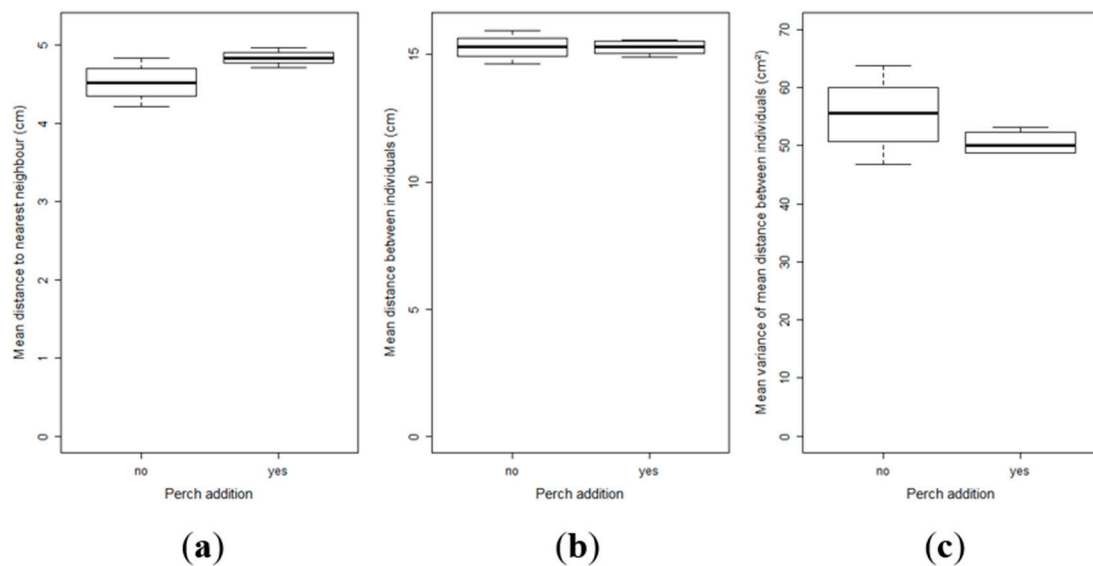 Mean distance to nearest neighbour (cm)
5
4
3
2
1
0
no
yes
Perch addition
(a)
Mean distance between individuals (cm)
15
10
5
0
no
yes
Perch addition
(b)
Mean variance of mean distance between individuals (cm²)
70
60
50
40
30
20
10
0
no
yes
Perch addition
(c)